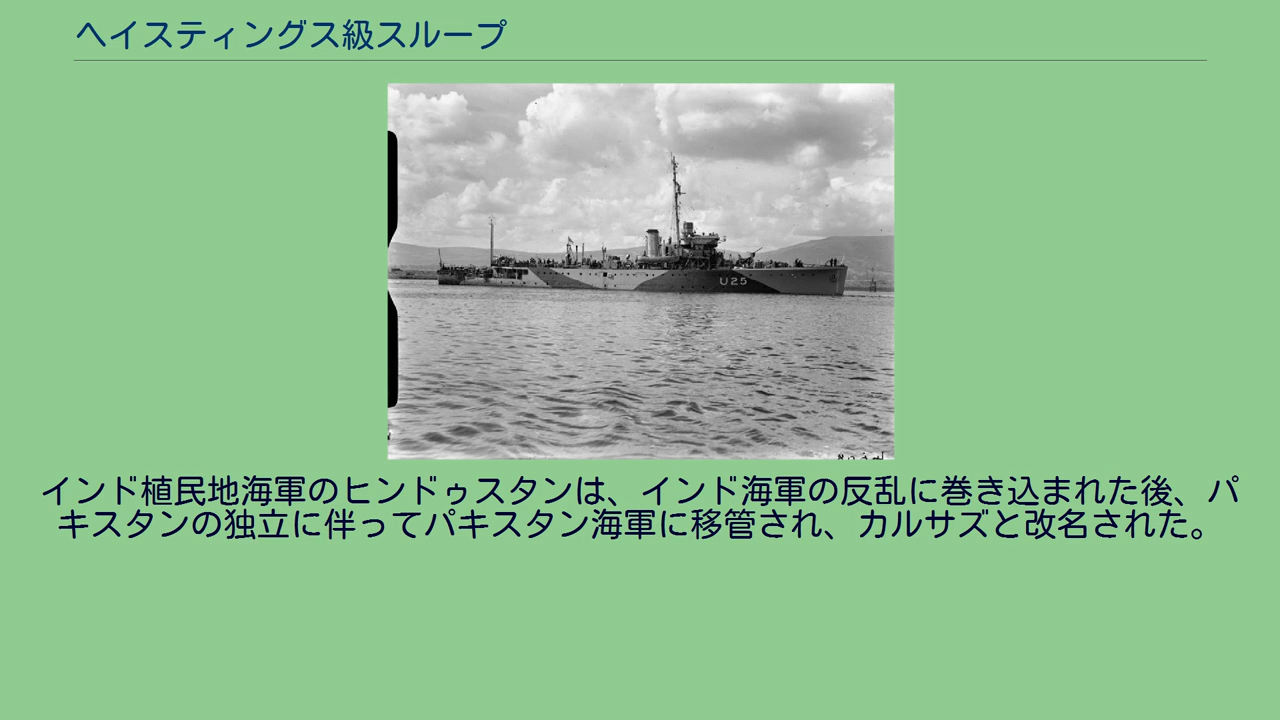 ヘイスティングス級スループ
U25
インド植民地海軍のヒンドゥスタンは、インド海軍の反乱に巻き込まれた後、パ
キスタンの独立に伴ってパキスタン海軍に移管され、カルサズと改名された。